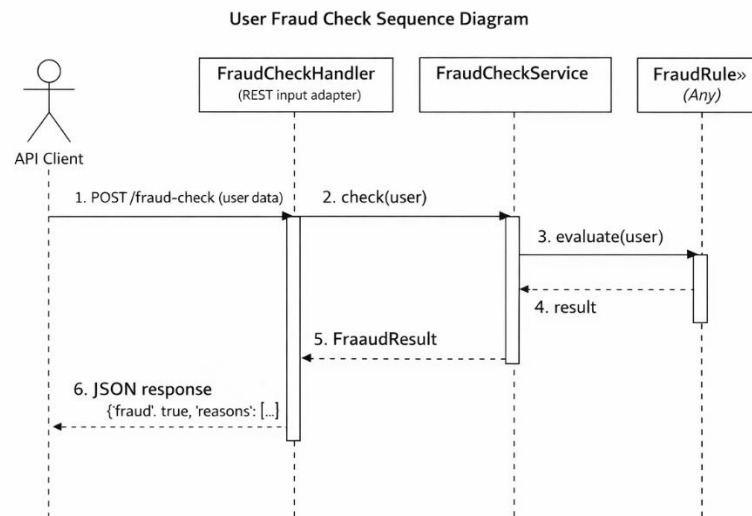 User Fraud Check Sequence Diagram
FraudCheckHandler
(REST input adapter)
FraudCheckService
FraudRule»
(Any)
API Client
1. POST /fraud-check (user data)
2. check(user)
3. evaluate(user)
4. result
5. FraaudResult
6. JSON response
{'fraud'. true, 'reasons': [...]